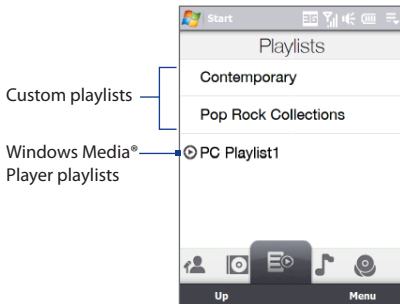 Start
Playlists
Contemporary
Custom playlists
Pop Rock Collections
Windows Media®
Player playlists
PC Playlist1
Up
Menu